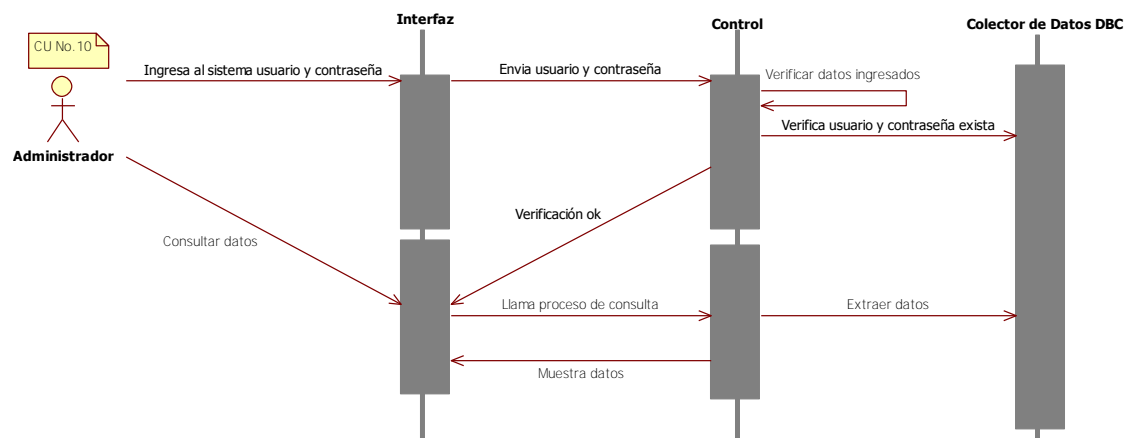 Interfaz
Control
Colector de Datos DBC
CU No.10
Ingresa al sistema usuario y contraseña
Envia usuario y contraseña
Verificar datos ingresados
Verifica usuario y contraseña exista
Administrador
Verificación ok
Consultar datos
Llama proceso de consulta
Extraer datos
Muestra datos